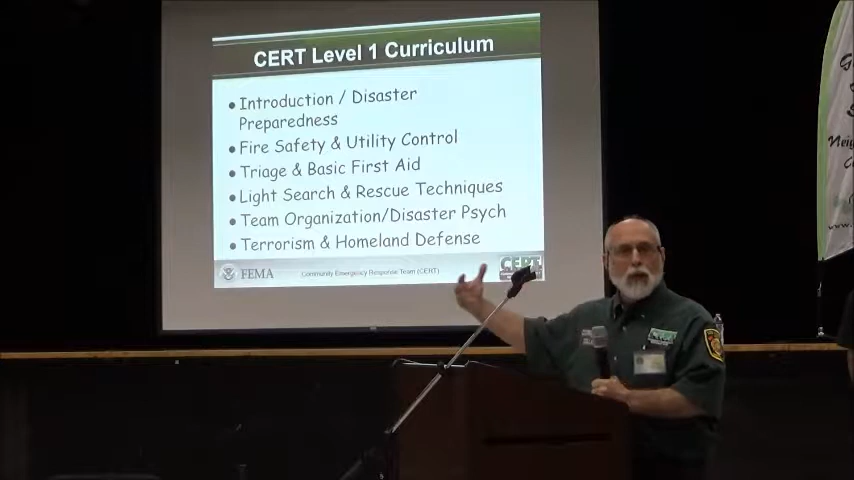 CERT Level 1 Curriculum
• Introduction / Disaster
Preparedness
• Fire Safety & Utility Control
• Triage & Basic First Aid
• Light Search & Rescue Techniques
• Team Organization/Disaster Psych
• Terrorism & Homeland Defense
FEMA
Community Emergency Response Team (CERT)
CERT